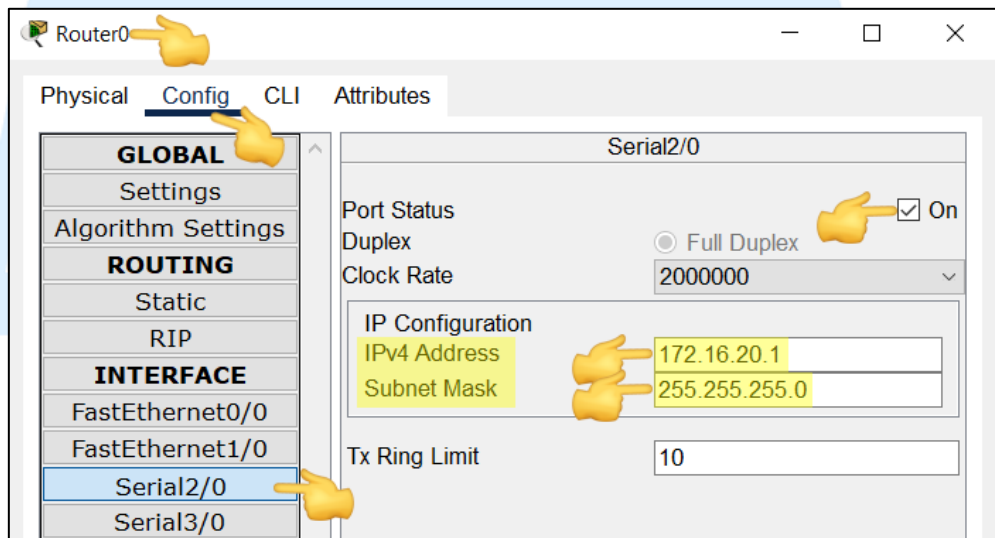 Router0
Physical Config CLI Attributes
GLOBAL
Settings
Algorithm Settings
ROUTING
Static
RIP
INTERFACE
FastEthernet0/0
FastEthernet1/0
Serial2/0
Serial3/0
Serial2/0
Port Status On
Duplex Full Duplex
Clock Rate 2000000
IP Configuration
IPv4 Address 172.16.20.1
Subnet Mask 255.255.255.0
Tx Ring Limit 10